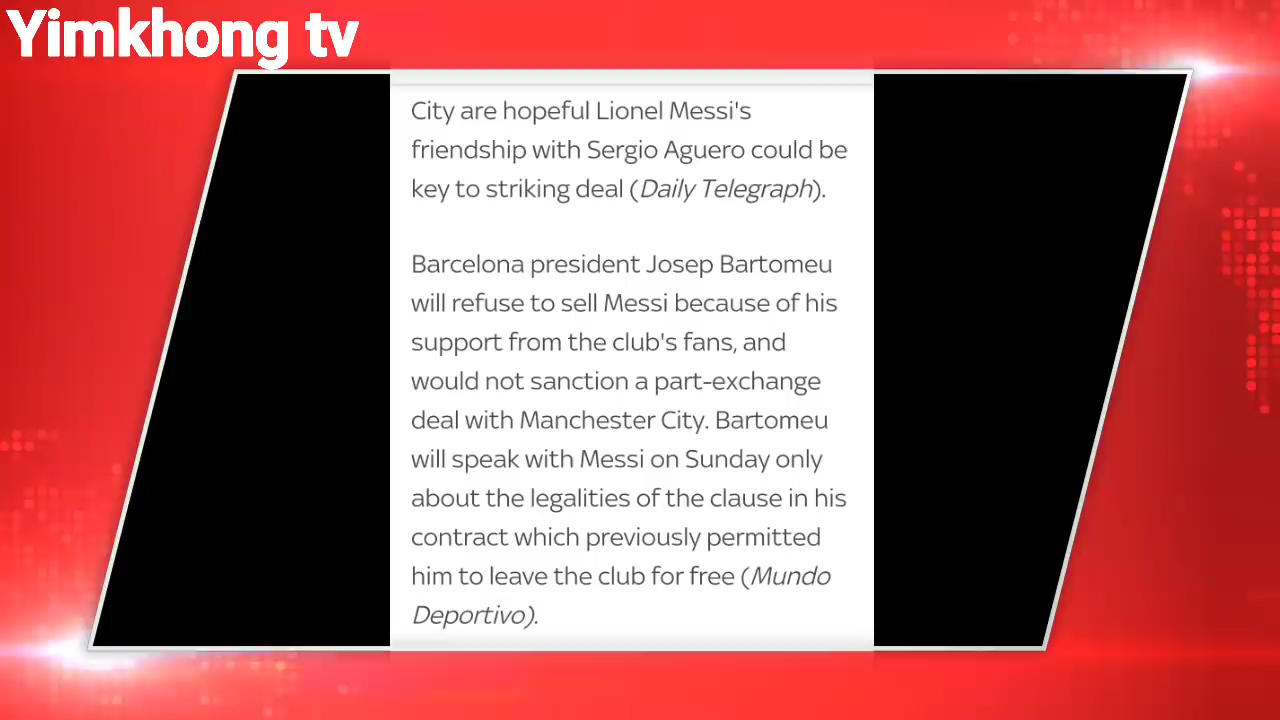 Yimkhong tv
City are hopeful Lionel Messi's
friendship with Sergio Aguero could be
key to striking deal (Daily Telegraph).
Barcelona president Josep Bartomeu
will refuse to sell Messi because of his
support from the club's fans, and
would not sanction a part-exchange
deal with Manchester City. Bartomeu
will speak with Messi on Sunday only
about the legalities of the clause in his
contract which previously permitted
him to leave the club for free (Mundo
Deportivo).